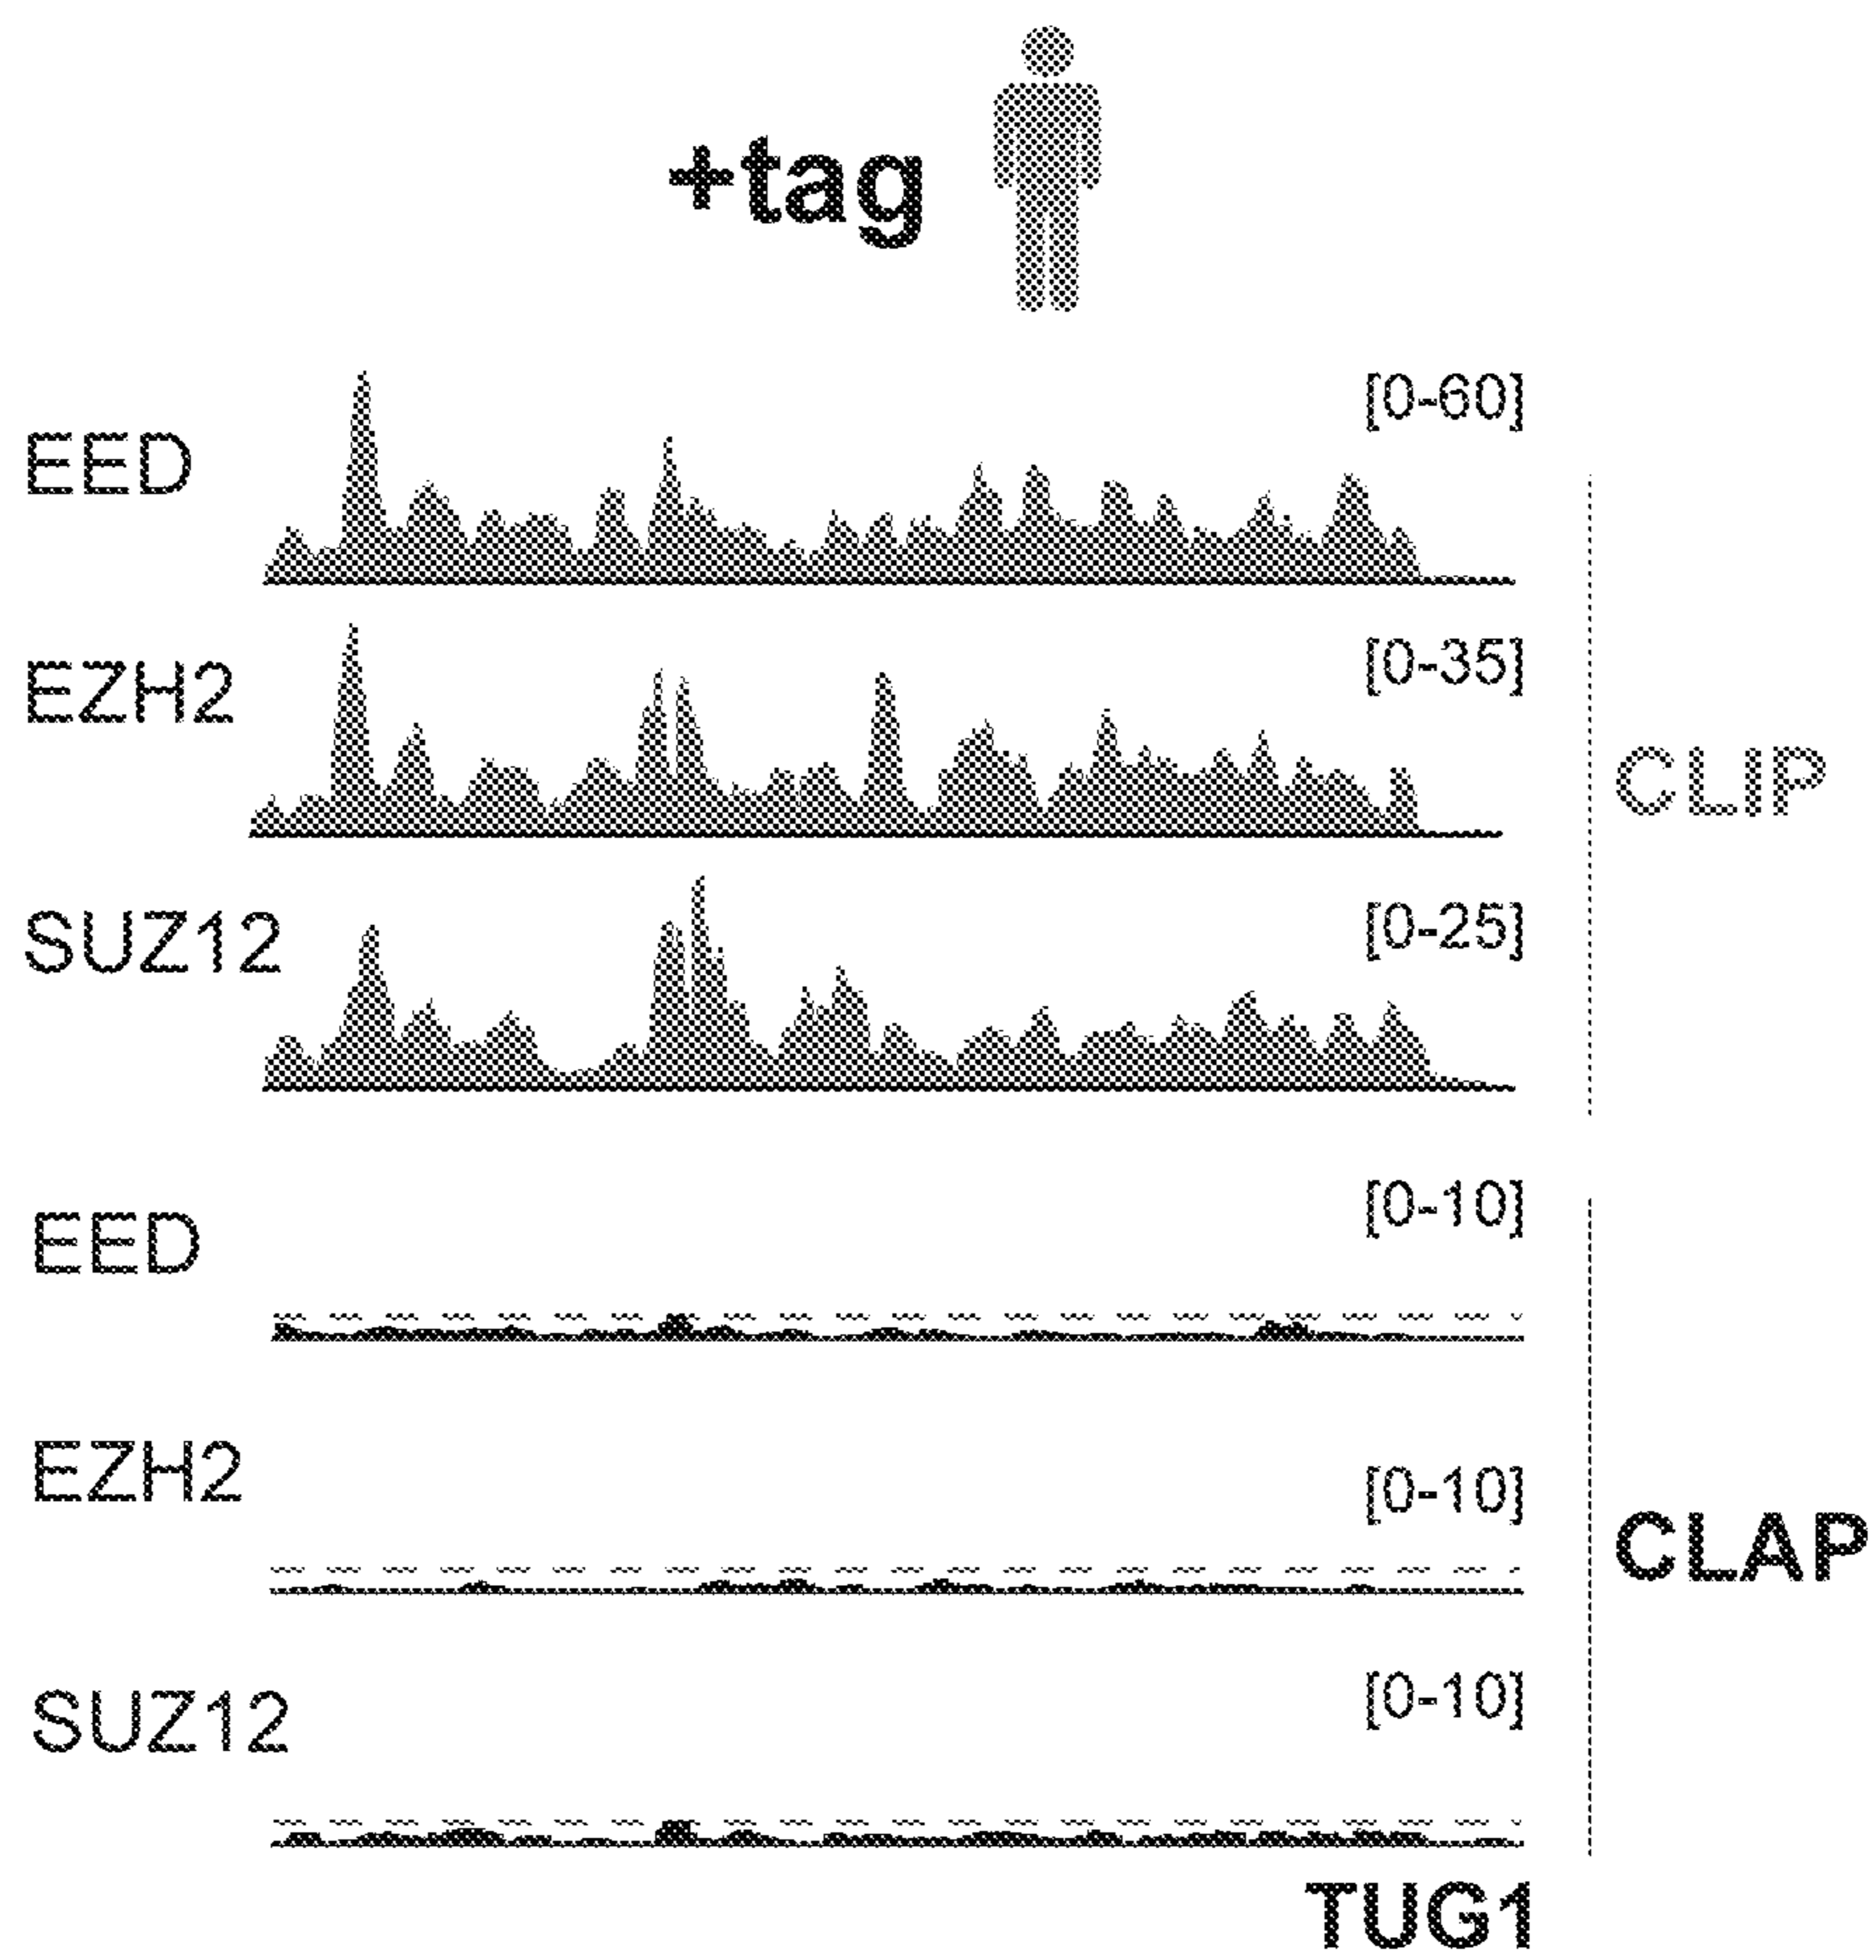 +tag
[0-60]
EED
[0-35]
EZH2
CLIP
[0-25]
SUZ12
[0-10]
EED
EZH2
[0-10]
CLAP
[0-10]
SUZ12
TUG1